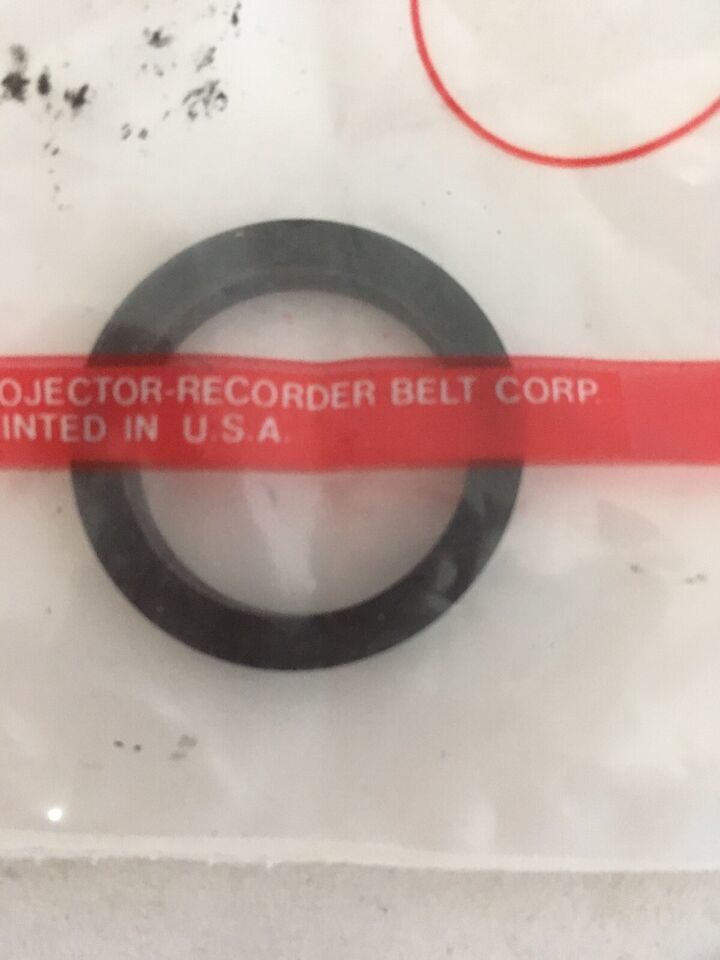 OJECTOR-RECORDER BELT CORP.
INTED IN U.S.A.